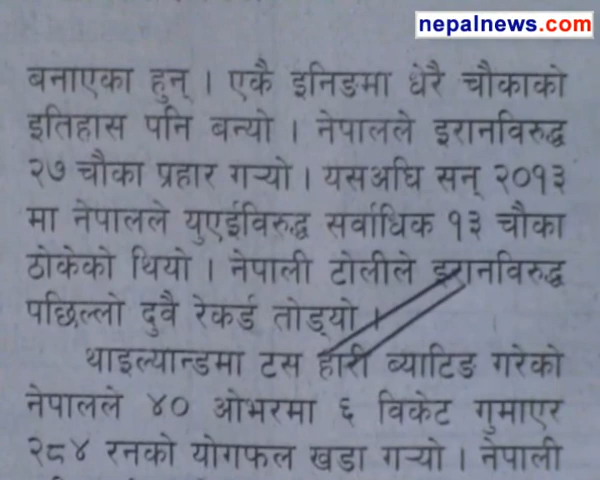 nepalnews.com
बनाएका हुन् । एकै इनिङमा धेरै चौकाको
इतिहास पनि बन्यो । नेपालले इरानविरुद्ध
२७ चौका प्रहार गर्‍यो । यसअघि सन् २०१३
मा नेपालले युएईविरुद्ध सर्वाधिक १३ चौका
ठोकेको थियो । नेपाली टोलीले इरानविरुद्ध
पछिल्लो दुवै रेकर्ड तोड्यो ।
थाइल्यान्डमा टस हारी ब्याटिङ गरेको
नेपालले ४० ओभरमा ६ विकेट गुमाएर
२८४ रनको योगफल खडा गर्‍यो । नेपाली